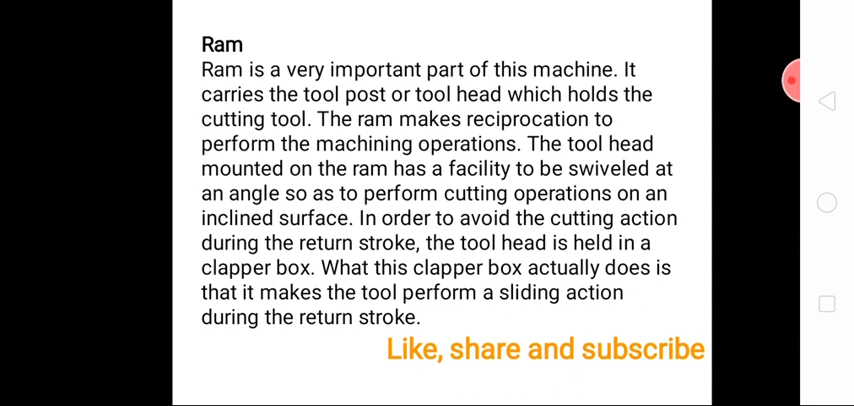 Ram
Ram is a very important part of this machine. It
carries the tool post or tool head which holds the
cutting tool. The ram makes reciprocation to
perform the machining operations. The tool head
mounted on the ram has a facility to be swiveled at
an angle so as to perform cutting operations on an
inclined surface. In order to avoid the cutting action
during the return stroke, the tool head is held in a
clapper box. What this clapper box actually does is
that it makes the tool perform a sliding action
during the return stroke.
Like, share and subscribe